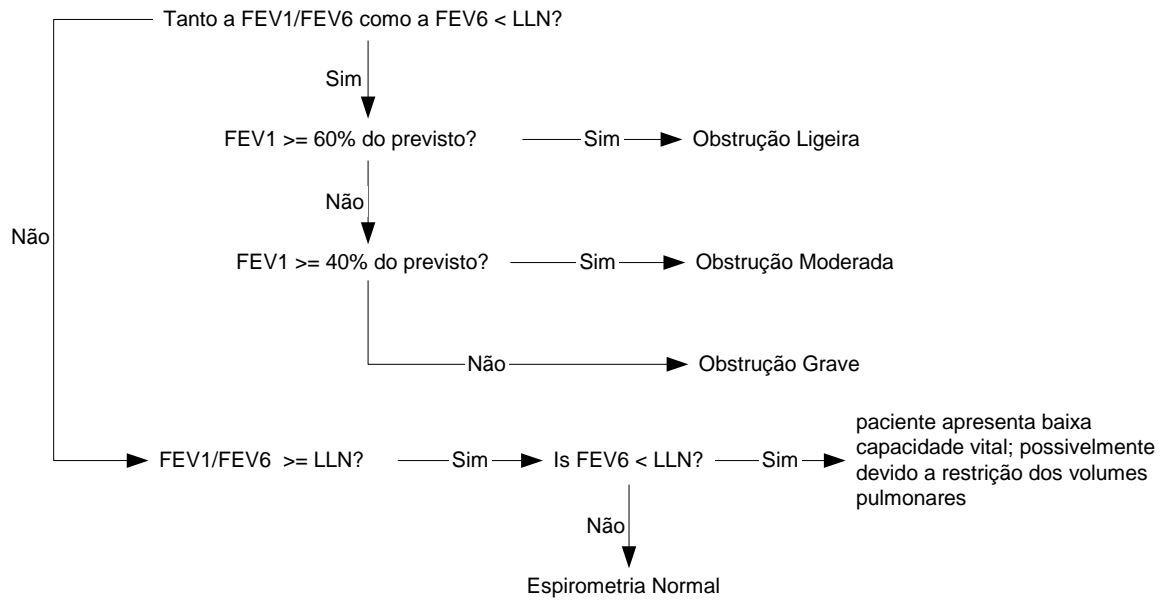 Tanto a FEV1/FEV6 como a FEV6 < LLN?
Sim
FEV1 >= 60% do previsto?
Sim
Obstrução Ligeira
Não
Não
FEV1 >= 40% do previsto?
Sim
Obstrução Moderada
Não
Obstrução Grave
FEV1/FEV6 >= LLN?
Sim
Is FEV6 < LLN?
Sim
paciente apresenta baixa
capacidade vital; possivelmente
devido a restrição dos volumes
pulmonares
Não
Espirometria Normal